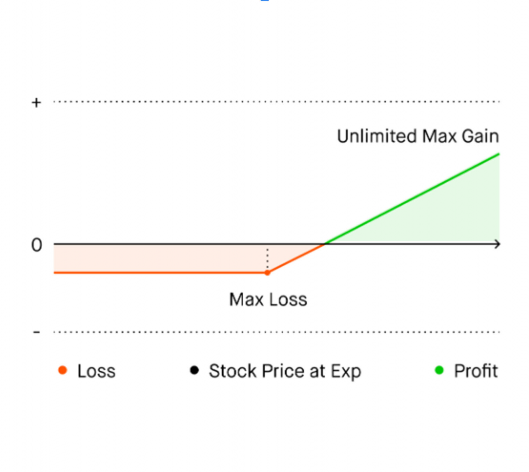 +
Unlimited Max Gain
0
Max Loss
-
Loss
Stock Price at Exp
Profit